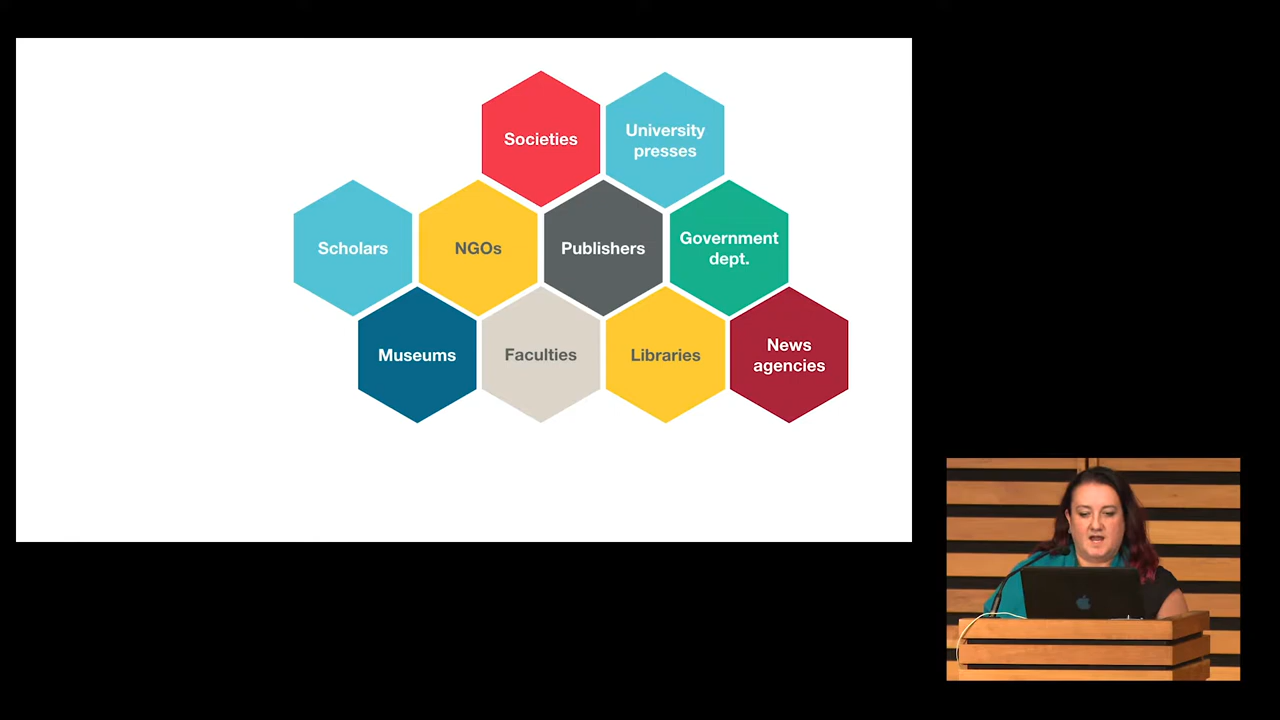 Societies
University
presses
Scholars
NGOs
Publishers
Government
dept.
Museums
Faculties
Libraries
News
agencies